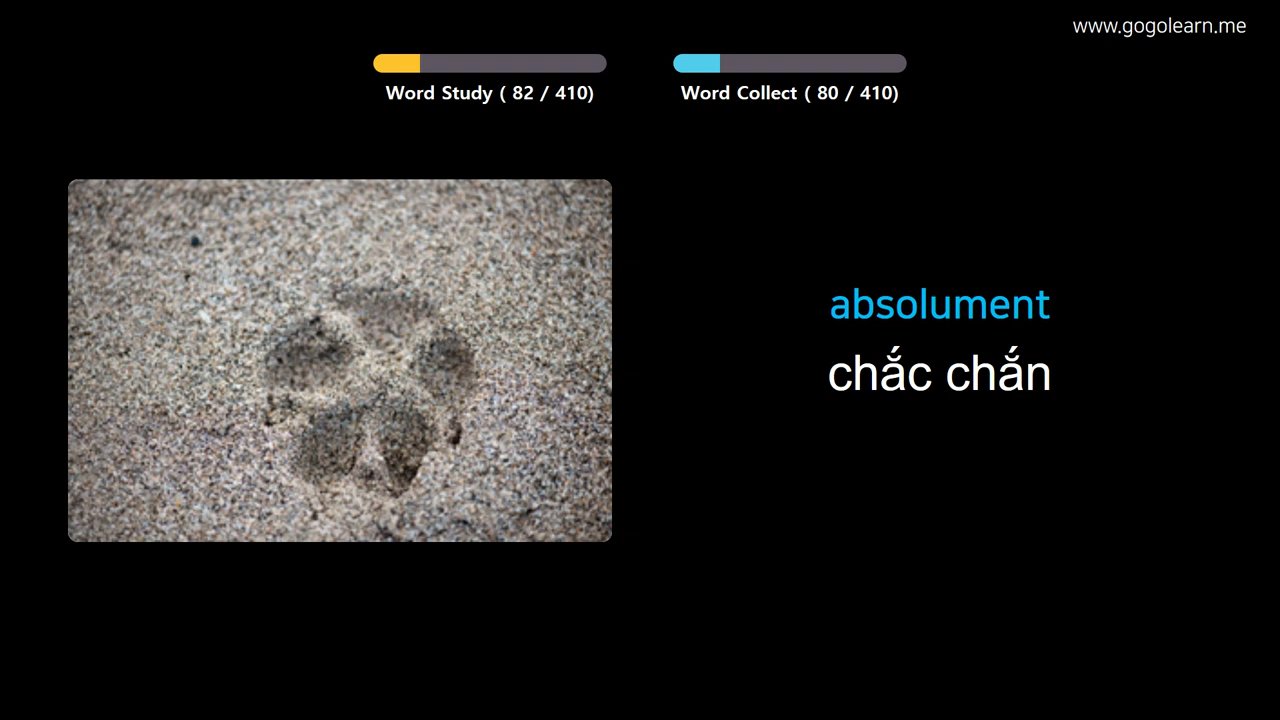 www.gogolearn.me
Word Study ( 82 / 410)
Word Collect ( 80 / 410)
absolument
chắc chắn